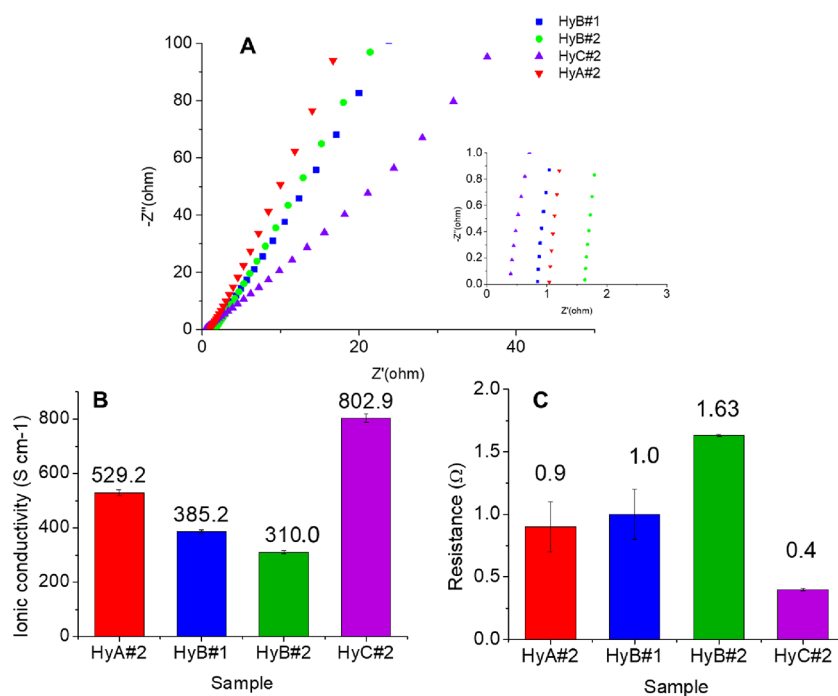 A
HyB#1
HyB#2
HyC#2
HyA#2
100
80
60
40
20
0
-Z''(ohm)
0 20 40
Z'(ohm)
1.0
0.8
0.6
0.4
0.2
0.0
-Z''(ohm)
0 1 2 3
Z'(ohm)
B
800
600
400
200
0
Ionic conductivity (S cm-1)
529.2
385.2
310.0
802.9
HyA#2 HyB#1 HyB#2 HyC#2
Sample
C
2.0
1.5
1.0
0.5
0.0
Resistance (Ω)
0.9
1.0
1.63
0.4
HyA#2 HyB#1 HyB#2 HyC#2
Sample